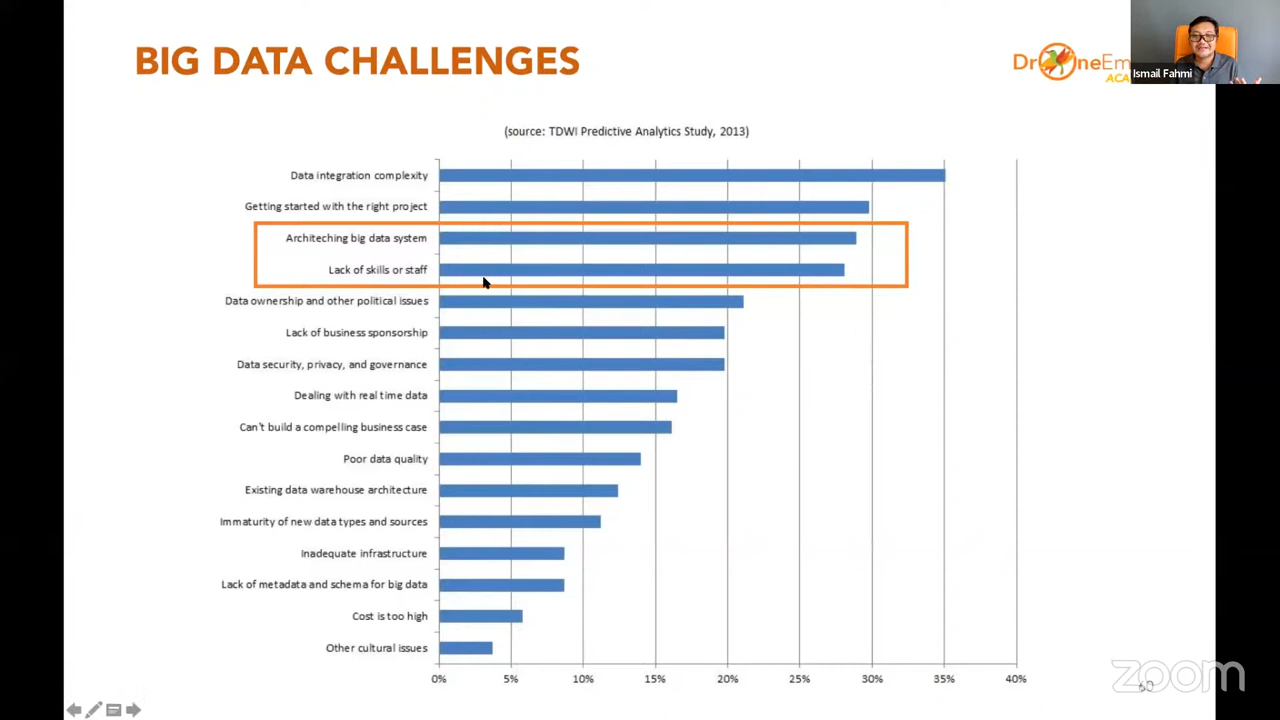 BIG DATA CHALLENGES
DroneEm
ACA
Ismail Fahmi
(source: TDWI Predictive Analytics Study, 2013)
Data integration complexity
Getting started with the right project
Architeching big data system
Lack of skills or staff
Data ownership and other political issues
Lack of business sponsorship
Data security, privacy, and governance
Dealing with real time data
Can't build a compelling business case
Poor data quality
Existing data warehouse architecture
Immaturity of new data types and sources
Inadequate infrastructure
Lack of metadata and schema for big data
Cost is too high
Other cultural issues
0% 5% 10% 15% 20% 25% 30% 35% 40%
zoom
60